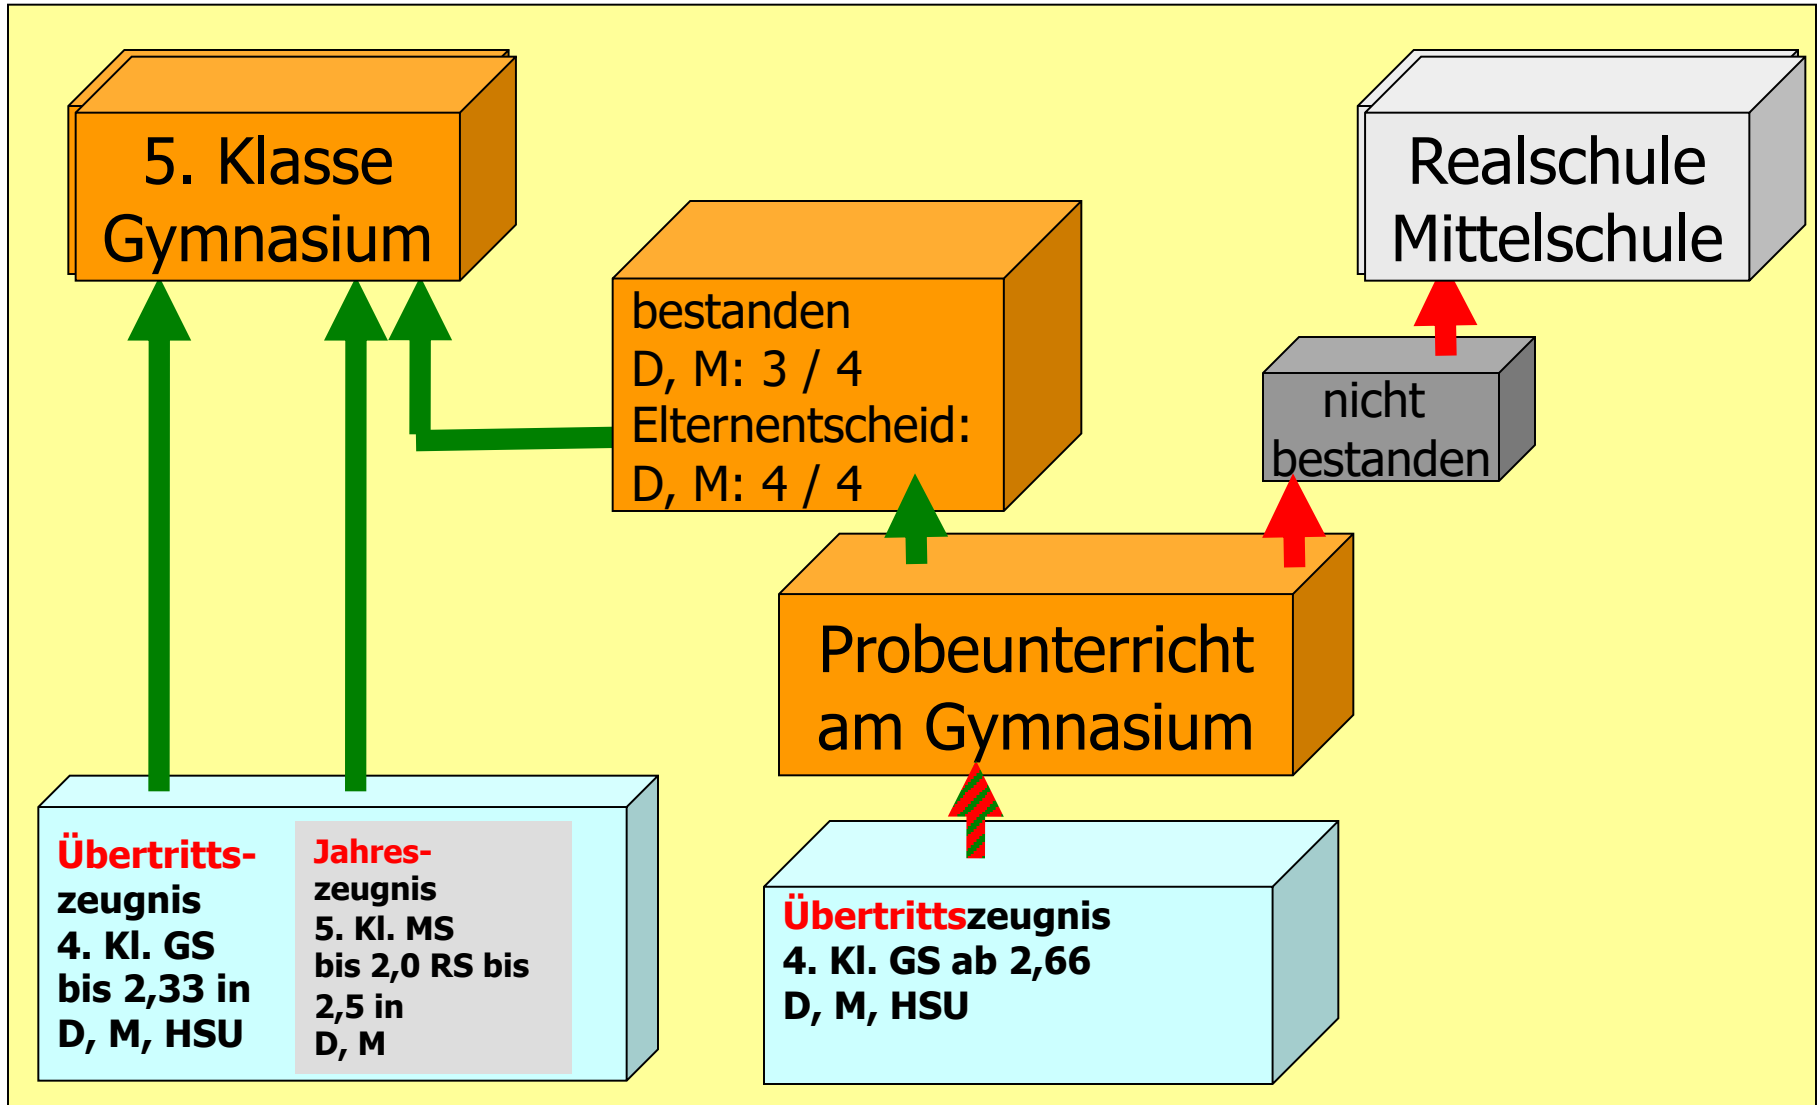 5. Klasse
Gymnasium
Realschule
Mittelschule
bestanden
D, M: 3 / 4
Elternentscheid:
D, M: 4 / 4
nicht
bestanden
Probeunterricht
am Gymnasium
Übertritts-
zeugnis
4. Kl. GS
bis 2,33 in
D, M, HSU
Jahres-
zeugnis
5. Kl. MS
bis 2,0 RS bis
2,5 in
D, M
Übertrittszeugnis
4. Kl. GS ab 2,66
D, M, HSU